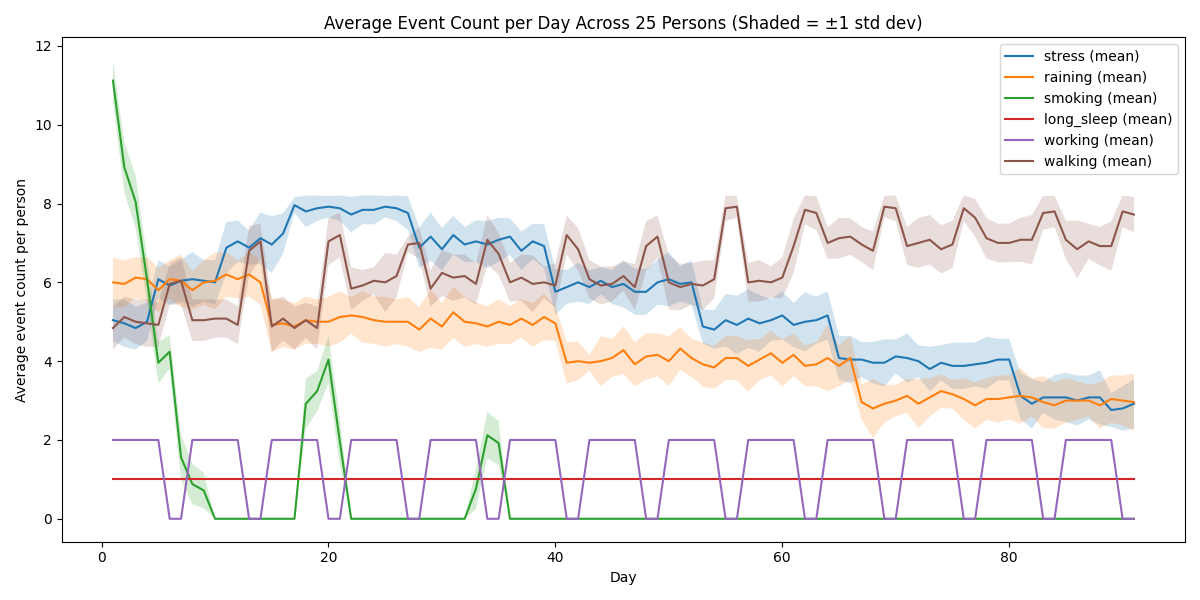 Average Event Count per Day Across 25 Persons (Shaded = ±1 std dev)
12
10
8
6
4
2
0
Average event count per person
stress (mean)
raining (mean)
smoking (mean)
long_sleep (mean)
working (mean)
walking (mean)
0 20 40 60 80
Day